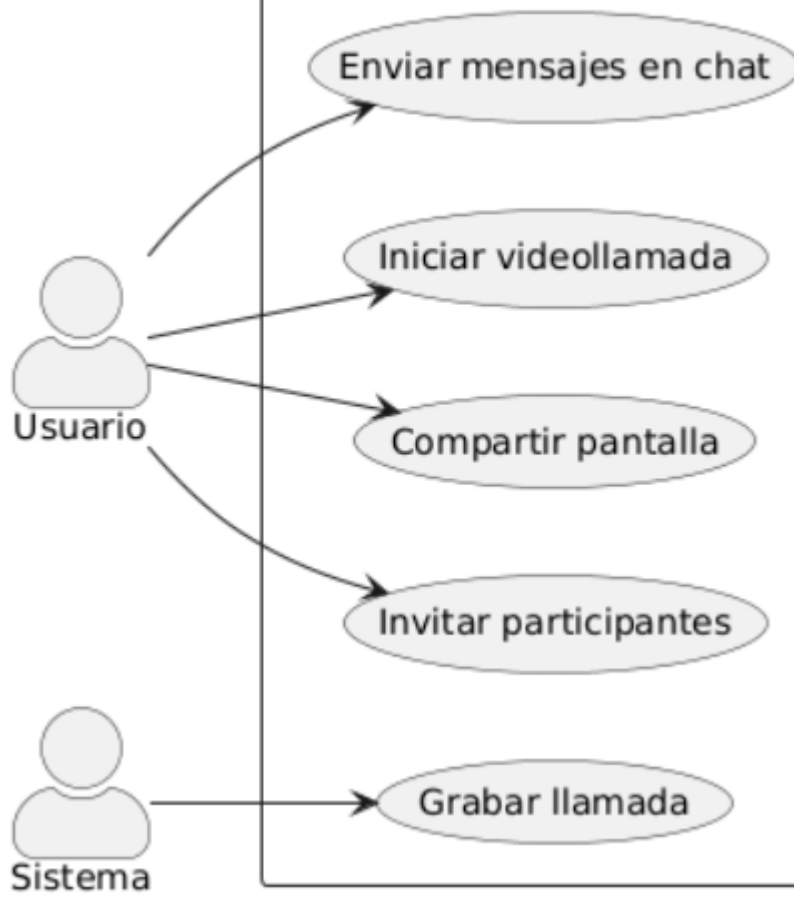 Enviar mensajes en chat
Iniciar videollamada
Usuario
Compartir pantalla
Invitar participantes
Grabar llamada
Sistema